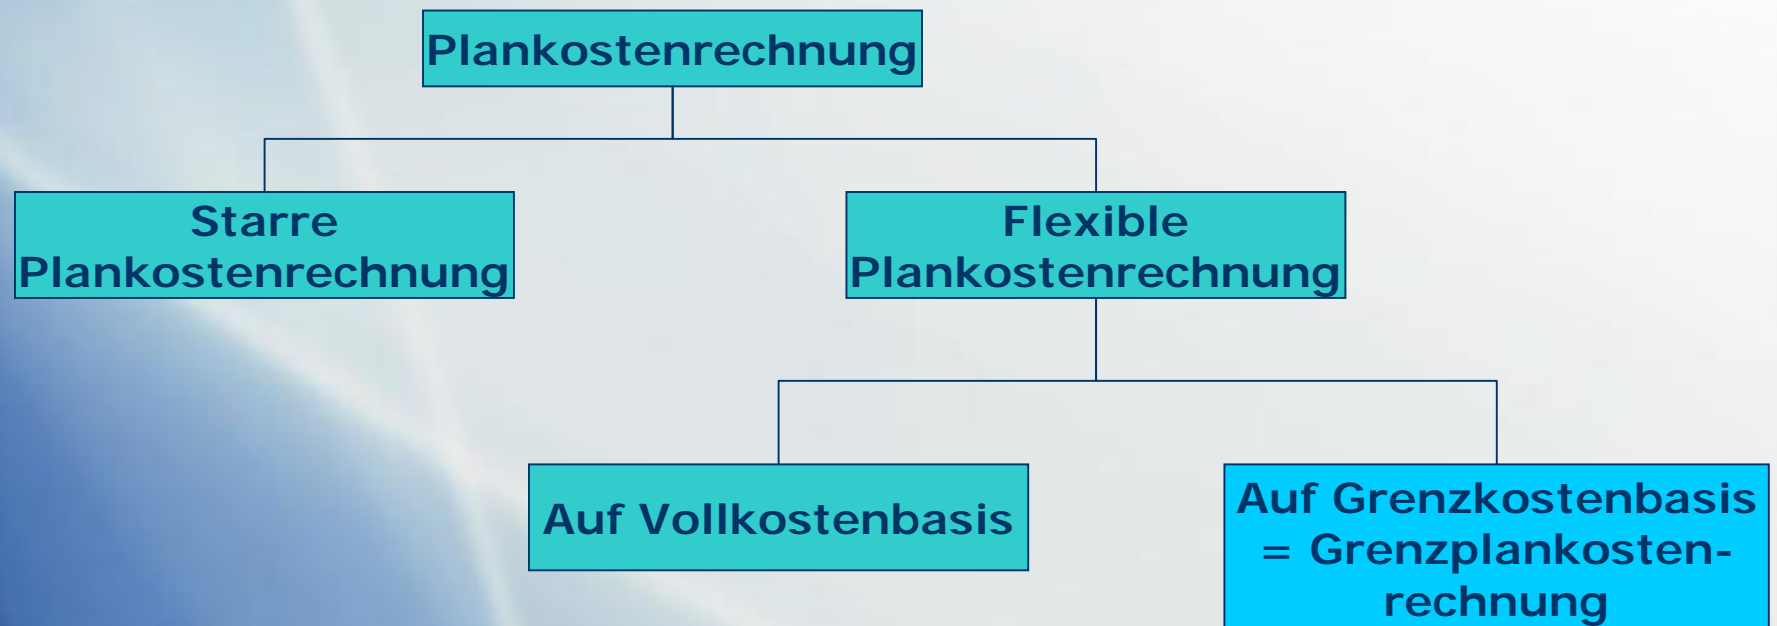 Plankostenrechnung
Starre
Plankostenrechnung
Flexible
Plankostenrechnung
Auf Vollkostenbasis
Auf Grenzkostenbasis
= Grenzplankosten-
rechnung